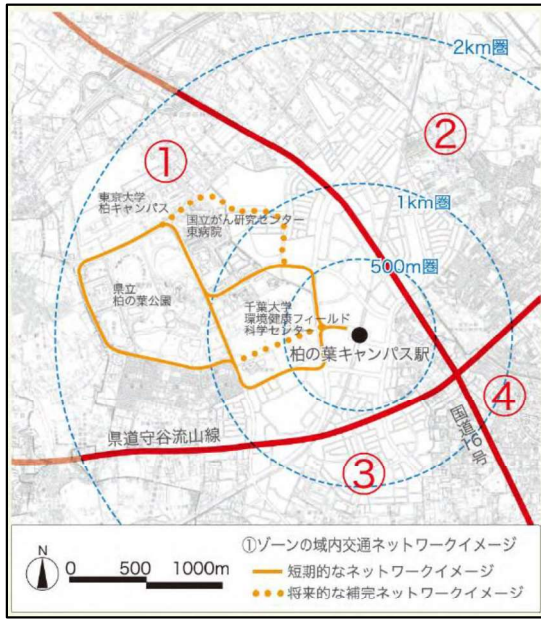 2km圏
②
①
1km圏
東京大学
柏キャンパス
国立がん研究センター
東病院
500m圏
県立
柏の葉公園
千葉大学
環境健康フィールド
科学センター
柏の葉キャンパス駅
④
国道16号
県道守谷流山線
③
①ゾーンの域内交通ネットワークイメージ
N
0 500 1000m
短期的なネットワークイメージ
将来的な補完ネットワークイメージ